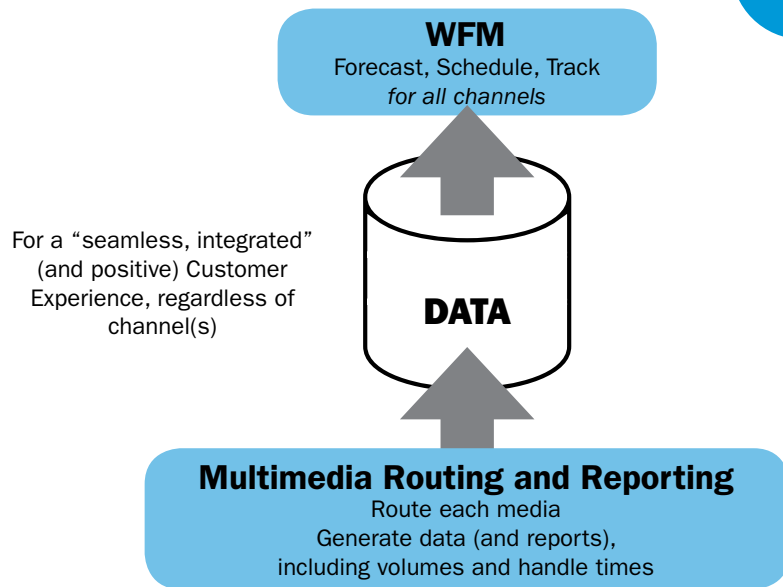 WFM
Forecast, Schedule, Track
for all channels
For a “seamless, integrated”
(and positive) Customer
Experience, regardless of
channel(s)
DATA
Multimedia Routing and Reporting
Route each media
Generate data (and reports),
including volumes and handle times